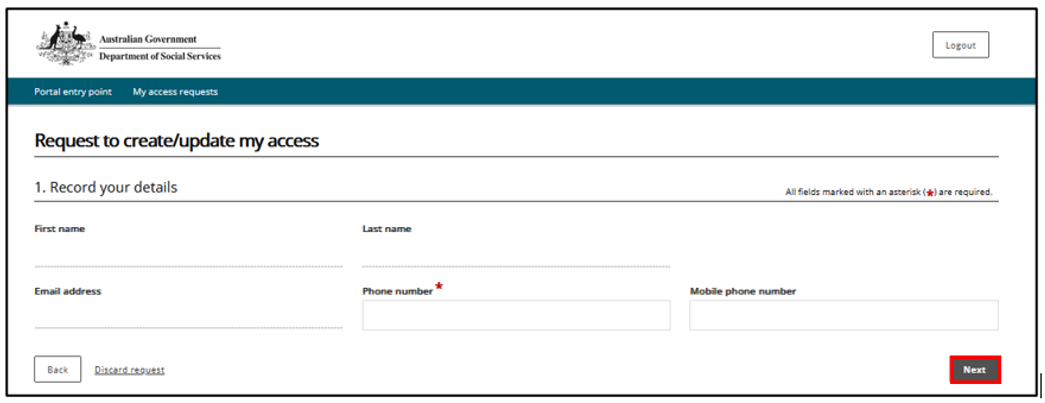 Australian Government
Department of Social Services
Logout
Portal entry point My access requests
Request to create/update my access
1. Record your details
All fields marked with an asterisk (*) are required.
First name Last name
Email address Phone number * Mobile phone number
Back Discard request Next